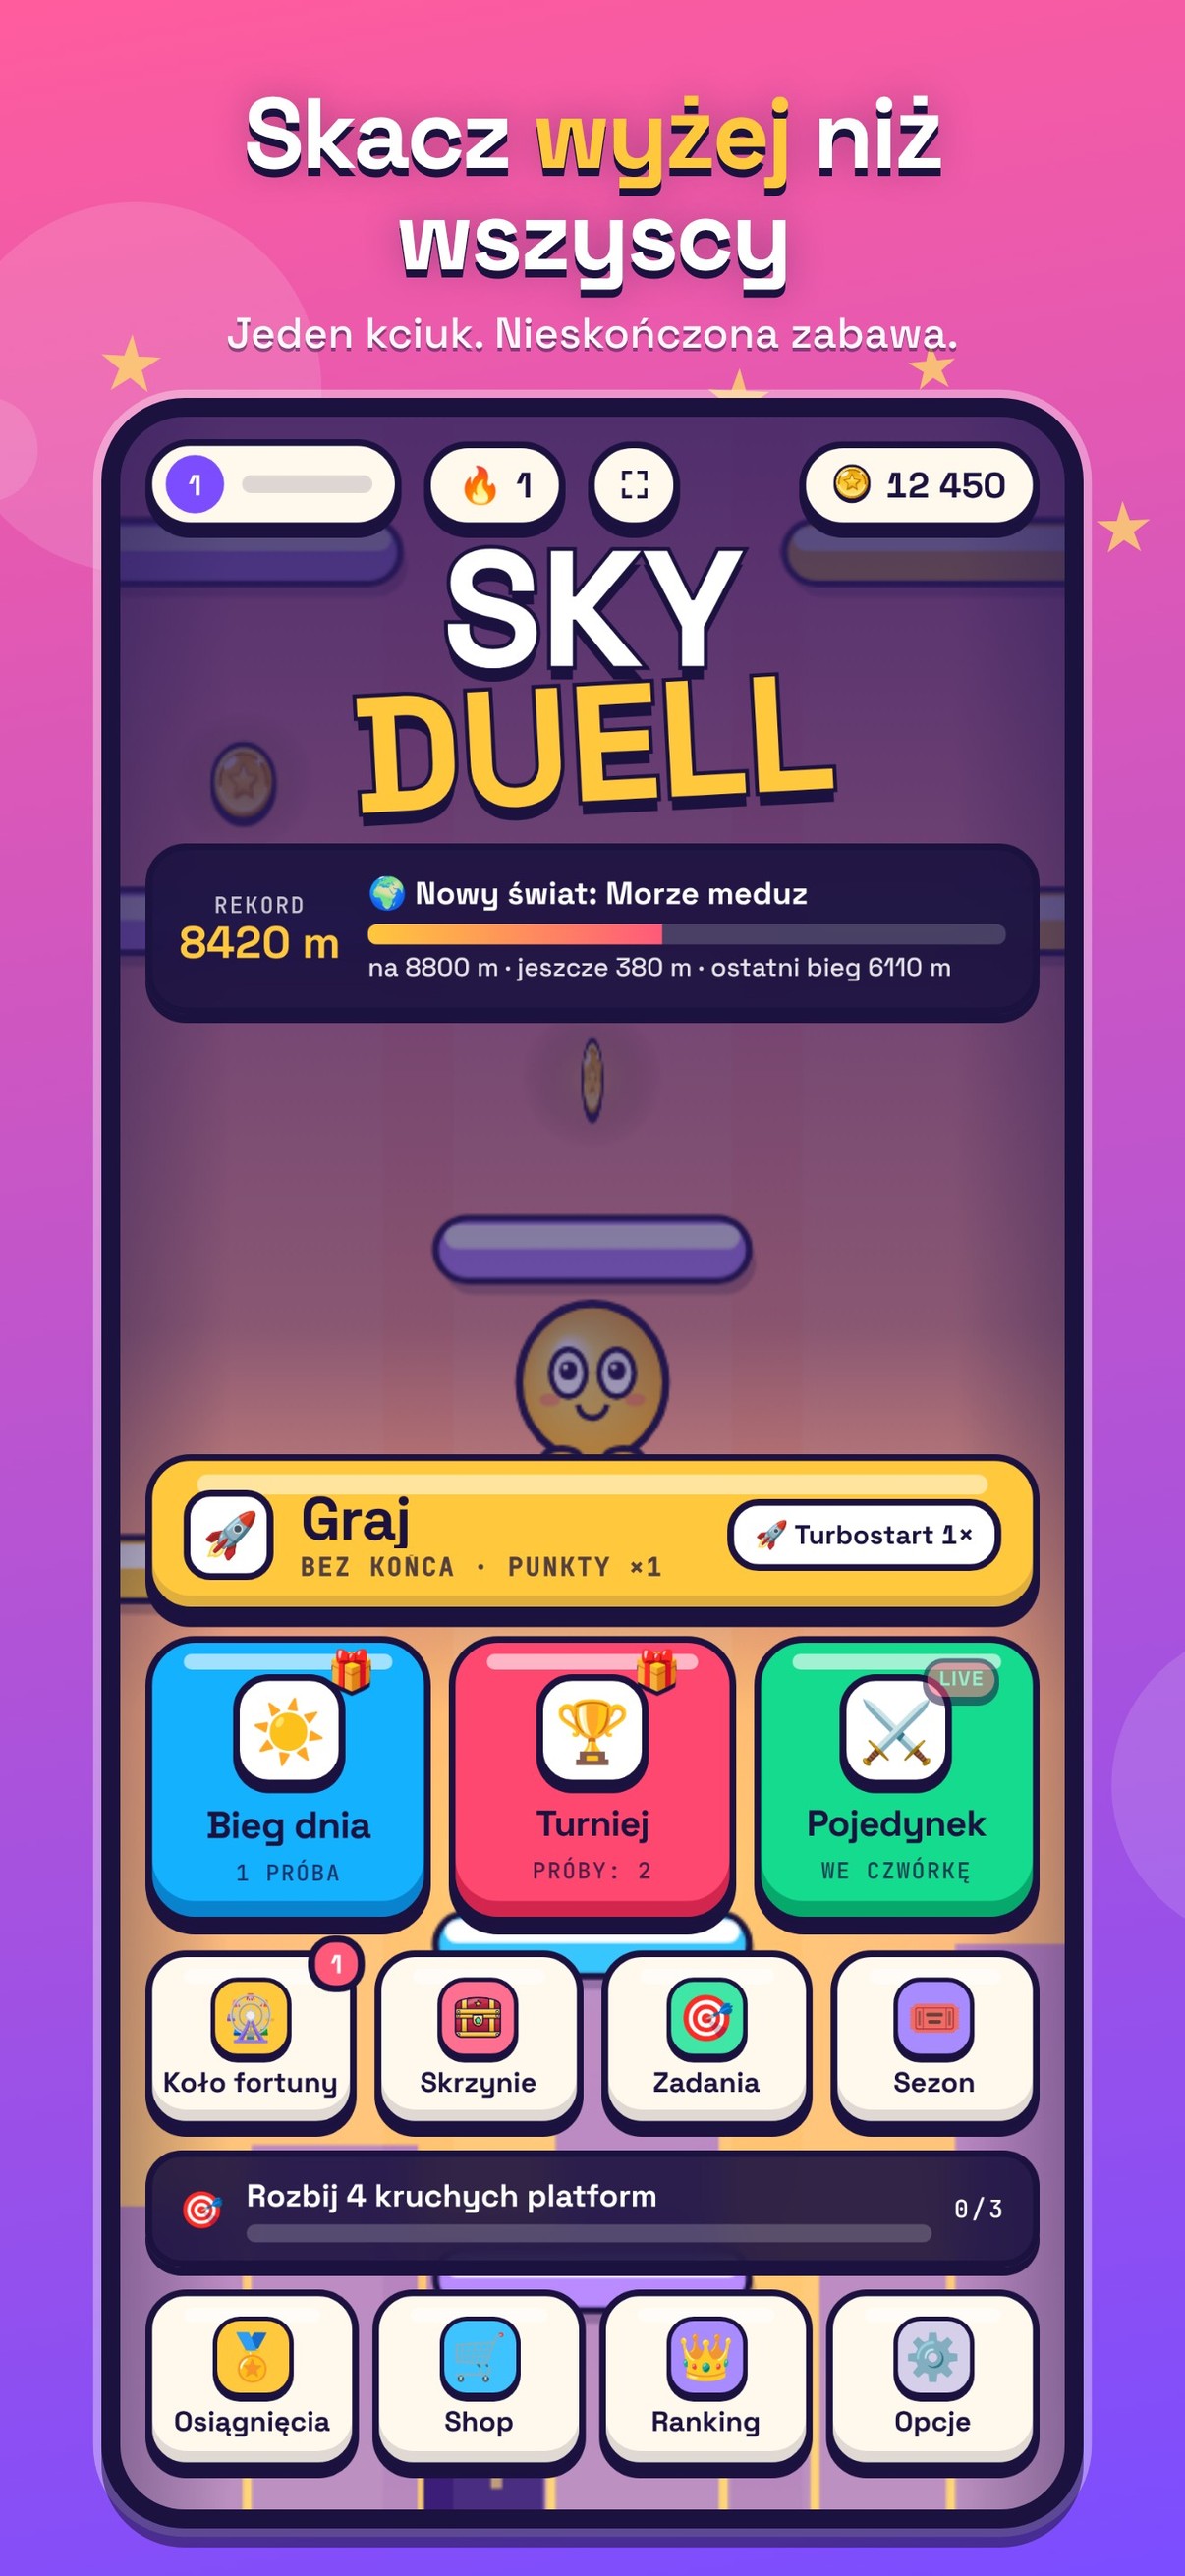 Skacz wyżej niż
wszyscy
Jeden kciuk. Nieskończona zabawa.
1
1
12 450
SKY
DUELL
REKORD
8420 m
Nowy świat: Morze meduz
na 8800 m · jeszcze 380 m · ostatni bieg 6110 m
Graj
BEZ KOŃCA · PUNKTY ×1
Turbostart 1×
LIVE
Bieg dnia
1 PRÓBA
Turniej
PRÓBY: 2
Pojedynek
WE CZWÓRKĘ
1
Koło fortuny
Skrzynie
Zadania
Sezon
Rozbij 4 kruchych platform
0/3
Osiągnięcia
Shop
Ranking
Opcje